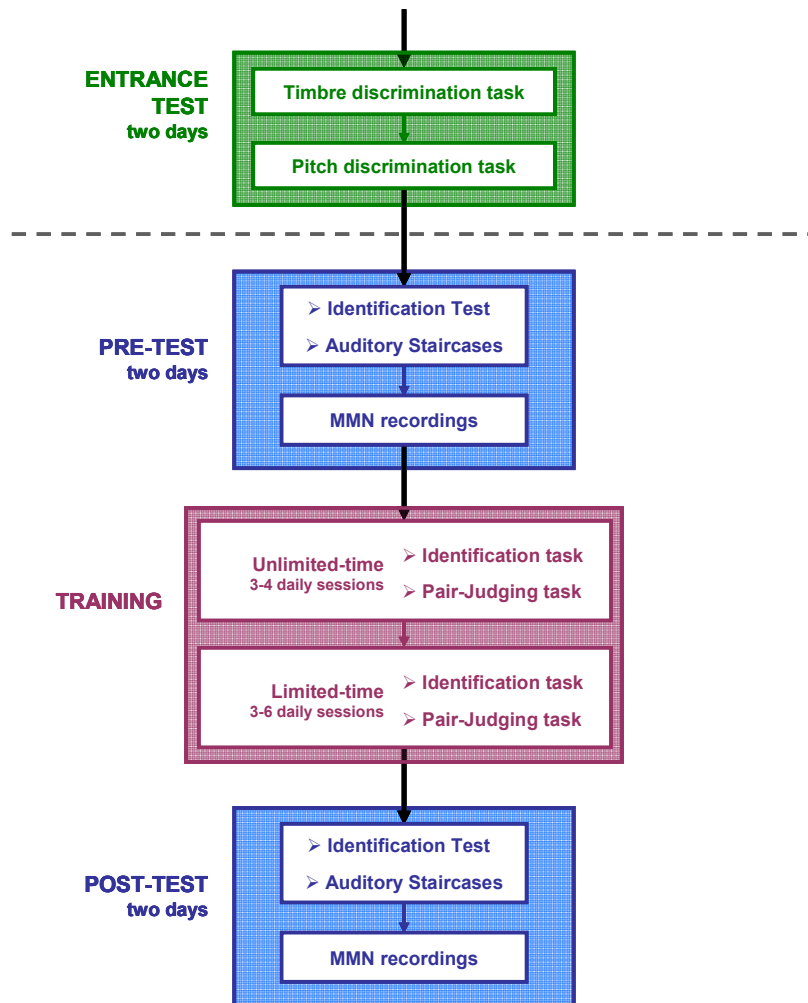 ENTRANCE
TEST
two days
Timbre discrimination task
Pitch discrimination task
PRE-TEST
two days
➢ Identification Test
➢ Auditory Staircases
MMN recordings
TRAINING
Unlimited-time
3-4 daily sessions
➢ Identification task
➢ Pair-Judging task
Limited-time
3-6 daily sessions
➢ Identification task
➢ Pair-Judging task
POST-TEST
two days
➢ Identification Test
➢ Auditory Staircases
MMN recordings